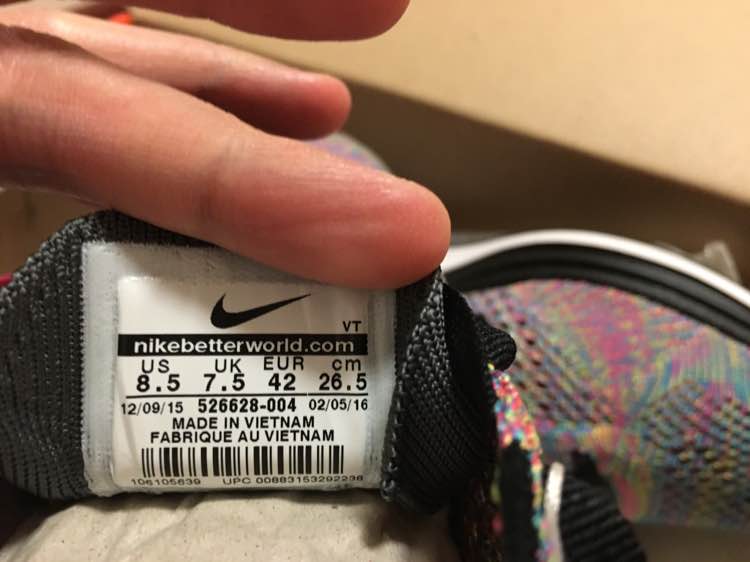 VT
nikebetterworld.com
US UK EUR cm
8.5 7.5 42 26.5
12/09/15 526628-004 02/05/16
MADE IN VIETNAM
FABRIQUE AU VIETNAM
106105639 UPC 00883153292238